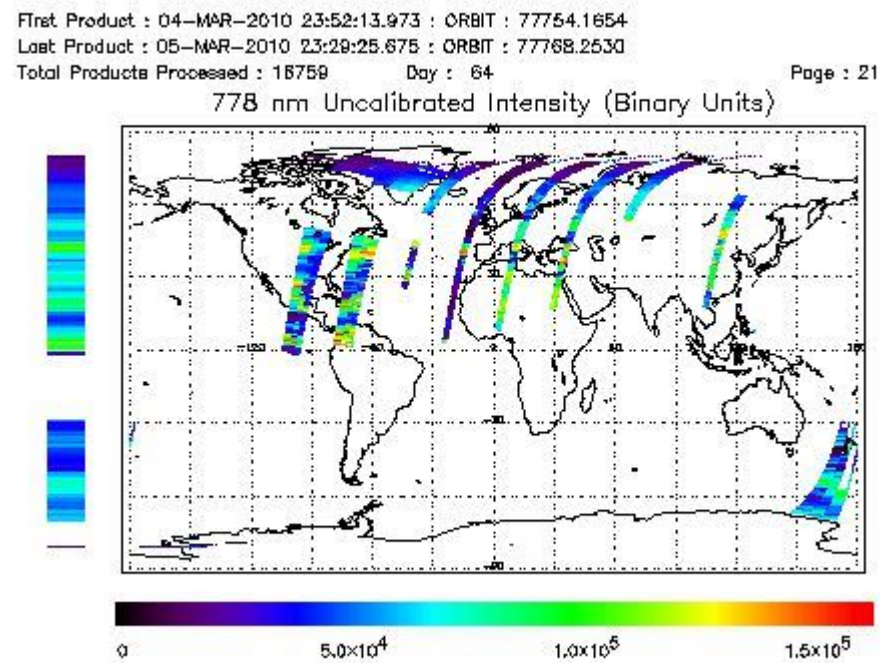 First Product : 04-MAR-2010 23:52:13.973 : ORBIT : 77754.1654
Last Product : 05-MAR-2010 23:29:25.675 : ORBIT : 77768.2530
Total Products Processed : 16759 Day : 64 Page : 21
778 nm Uncalibrated Intensity (Binary Units)
0 5.0×10⁴ 1.0×10⁵ 1.5×10⁵